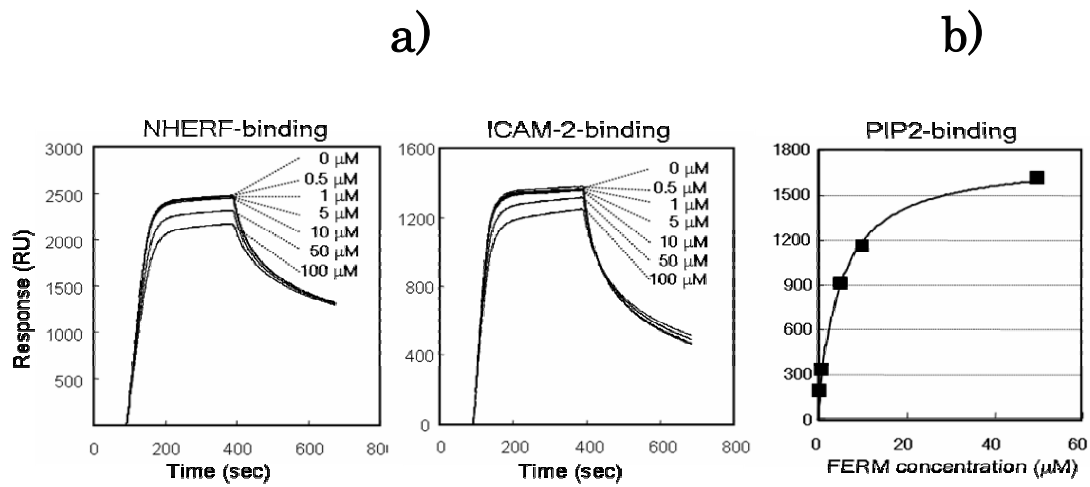 a)
b)
NHERF-binding
ICAM-2-binding
PIP2-binding
Response (RU)
3000
2500
2000
1500
1000
500
0 µM
0.5 µM
1 µM
5 µM
10 µM
50 µM
100 µM
0 200 400 600 800
Time (sec)
1600
1200
800
400
0
0 µM
0.5 µM
1 µM
5 µM
10 µM
50 µM
100 µM
0 200 400 600 800
Time (sec)
1800
1500
1200
900
600
300
0
0 20 40 60
FERM concentration (µM)